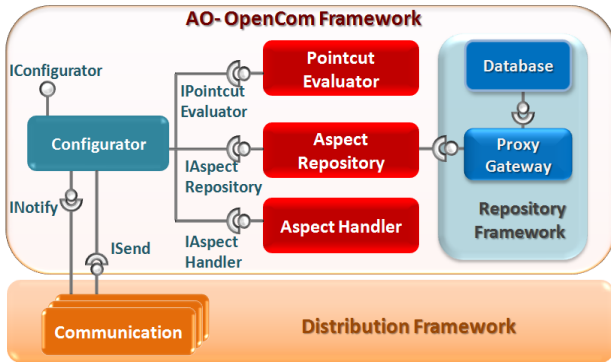 AO- OpenCom Framework
IConfigurator
Configurator
IPointcut
Evaluator
Pointcut
Evaluator
IAspect
Repository
Aspect
Repository
IAspect
Handler
Aspect Handler
Database
Proxy
Gateway
Repository
Framework
INotify
ISend
Communication
Distribution Framework